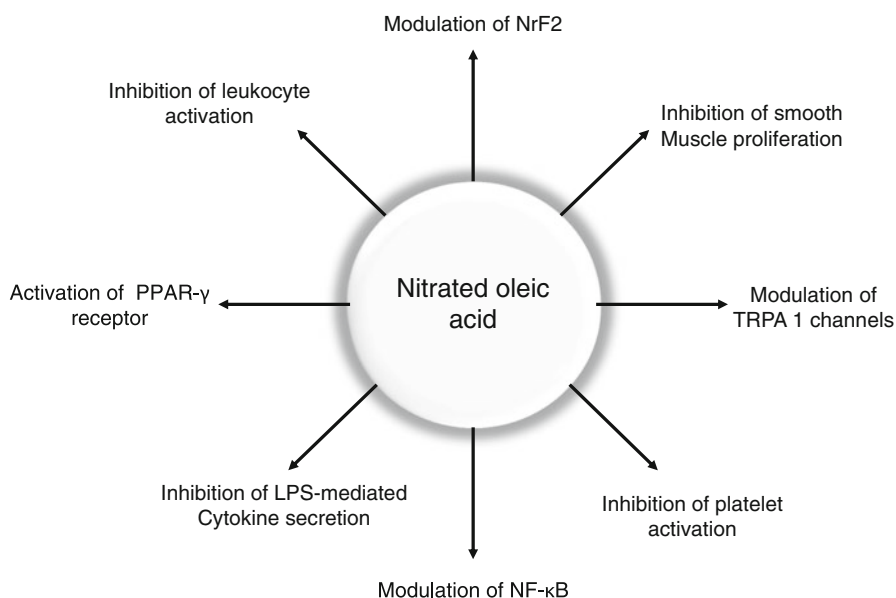 Modulation of NrF2
Inhibition of leukocyte
activation
Inhibition of smooth
Muscle proliferation
Activation of PPAR-γ
receptor
Nitrated oleic
acid
Modulation of
TRPA 1 channels
Inhibition of LPS-mediated
Cytokine secretion
Inhibition of platelet
activation
Modulation of NF-κB